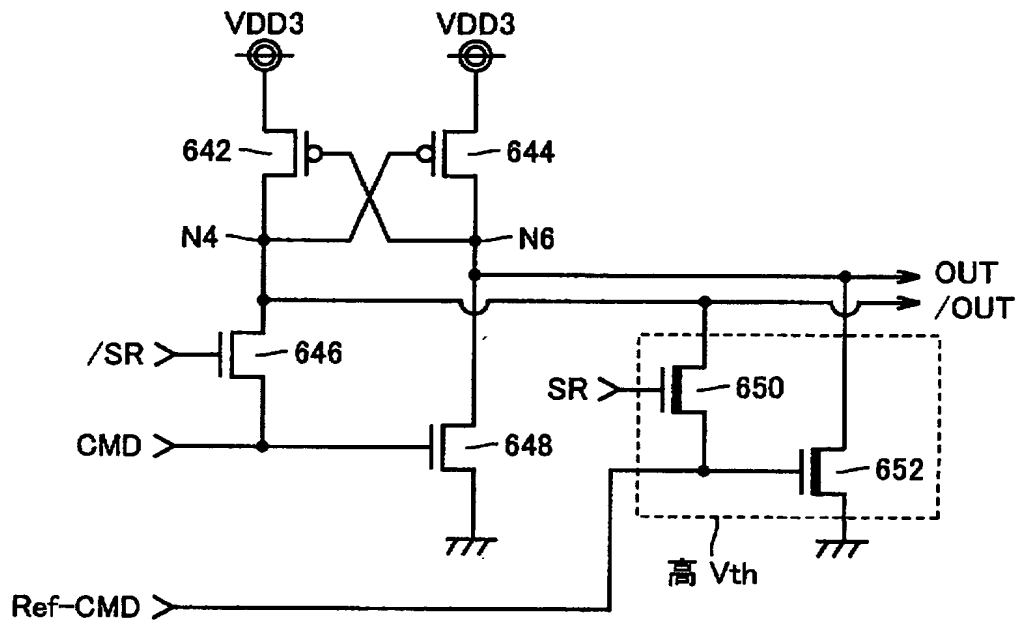 VDD3 VDD3
642 644
N4 N6
OUT
/OUT
/SR 646
SR 650
CMD 648
652
高 Vth
Ref-CMD